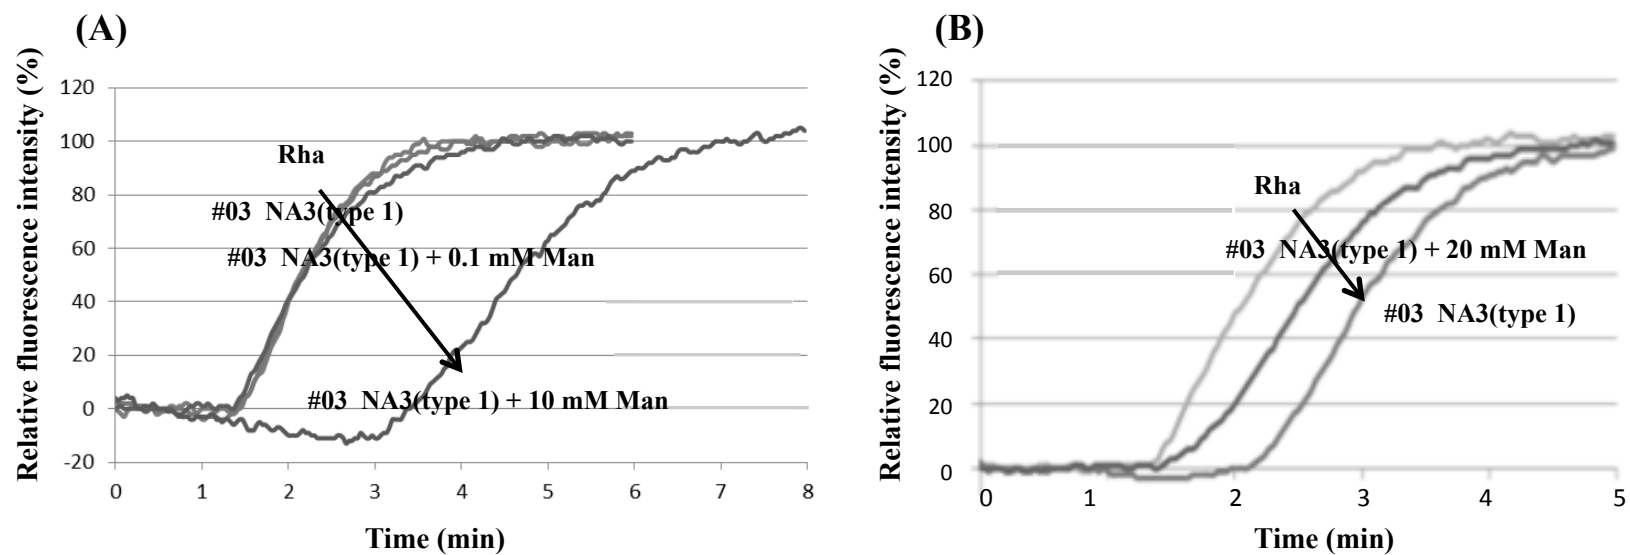 (A)
Relative fluorescence intensity (%)
120
100
80
60
40
20
0
-20
Rha
#03 NA3(type 1)
#03 NA3(type 1) + 0.1 mM Man
#03 NA3(type 1) + 10 mM Man
0 1 2 3 4 5 6 7 8
Time (min)
(B)
Relative fluorescence intensity (%)
120
100
80
60
40
20
0
Rha
#03 NA3(type 1) + 20 mM Man
#03 NA3(type 1)
0 1 2 3 4 5
Time (min)